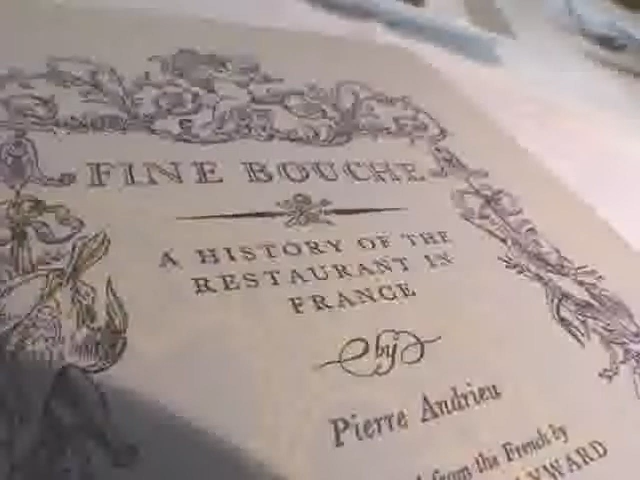 FINE BOUCHE
A HISTORY OF THE
RESTAURANT IN
FRANCE
by
Pierre Andrieu
from the French by